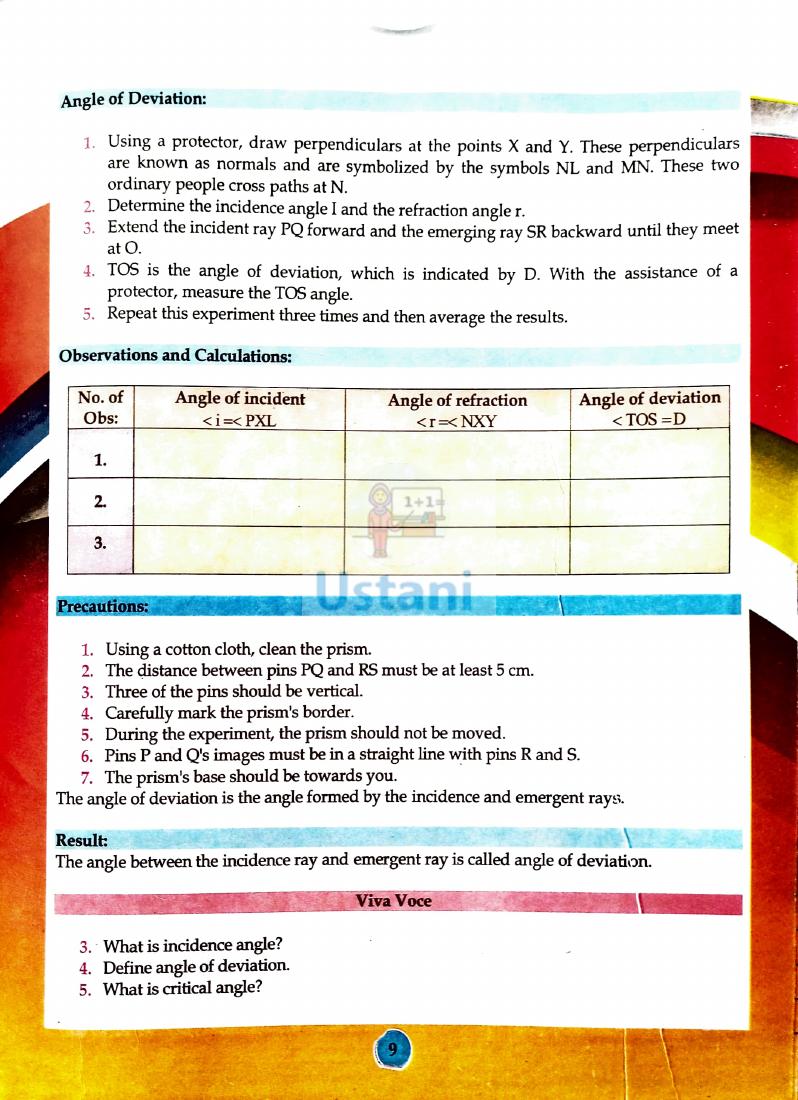 Angle of Deviation:
1. Using a protector, draw perpendiculars at the points X and Y. These perpendiculars
are known as normals and are symbolized by the symbols NL and MN. These two
ordinary people cross paths at N.
2. Determine the incidence angle I and the refraction angle r.
3. Extend the incident ray PQ forward and the emerging ray SR backward until they meet
at O.
4. TOS is the angle of deviation, which is indicated by D. With the assistance of a
protector, measure the TOS angle.
5. Repeat this experiment three times and then average the results.
Observations and Calculations:
No. of Obs: Angle of incident <i=< PXL Angle of refraction <r=< NXY Angle of deviation < TOS =D
1.
2.
3.
1+1=
Ustani
Precautions:
1. Using a cotton cloth, clean the prism.
2. The distance between pins PQ and RS must be at least 5 cm.
3. Three of the pins should be vertical.
4. Carefully mark the prism's border.
5. During the experiment, the prism should not be moved.
6. Pins P and Q's images must be in a straight line with pins R and S.
7. The prism's base should be towards you.
The angle of deviation is the angle formed by the incidence and emergent rays.
Result:
The angle between the incidence ray and emergent ray is called angle of deviation.
Viva Voce
3. What is incidence angle?
4. Define angle of deviation.
5. What is critical angle?
9